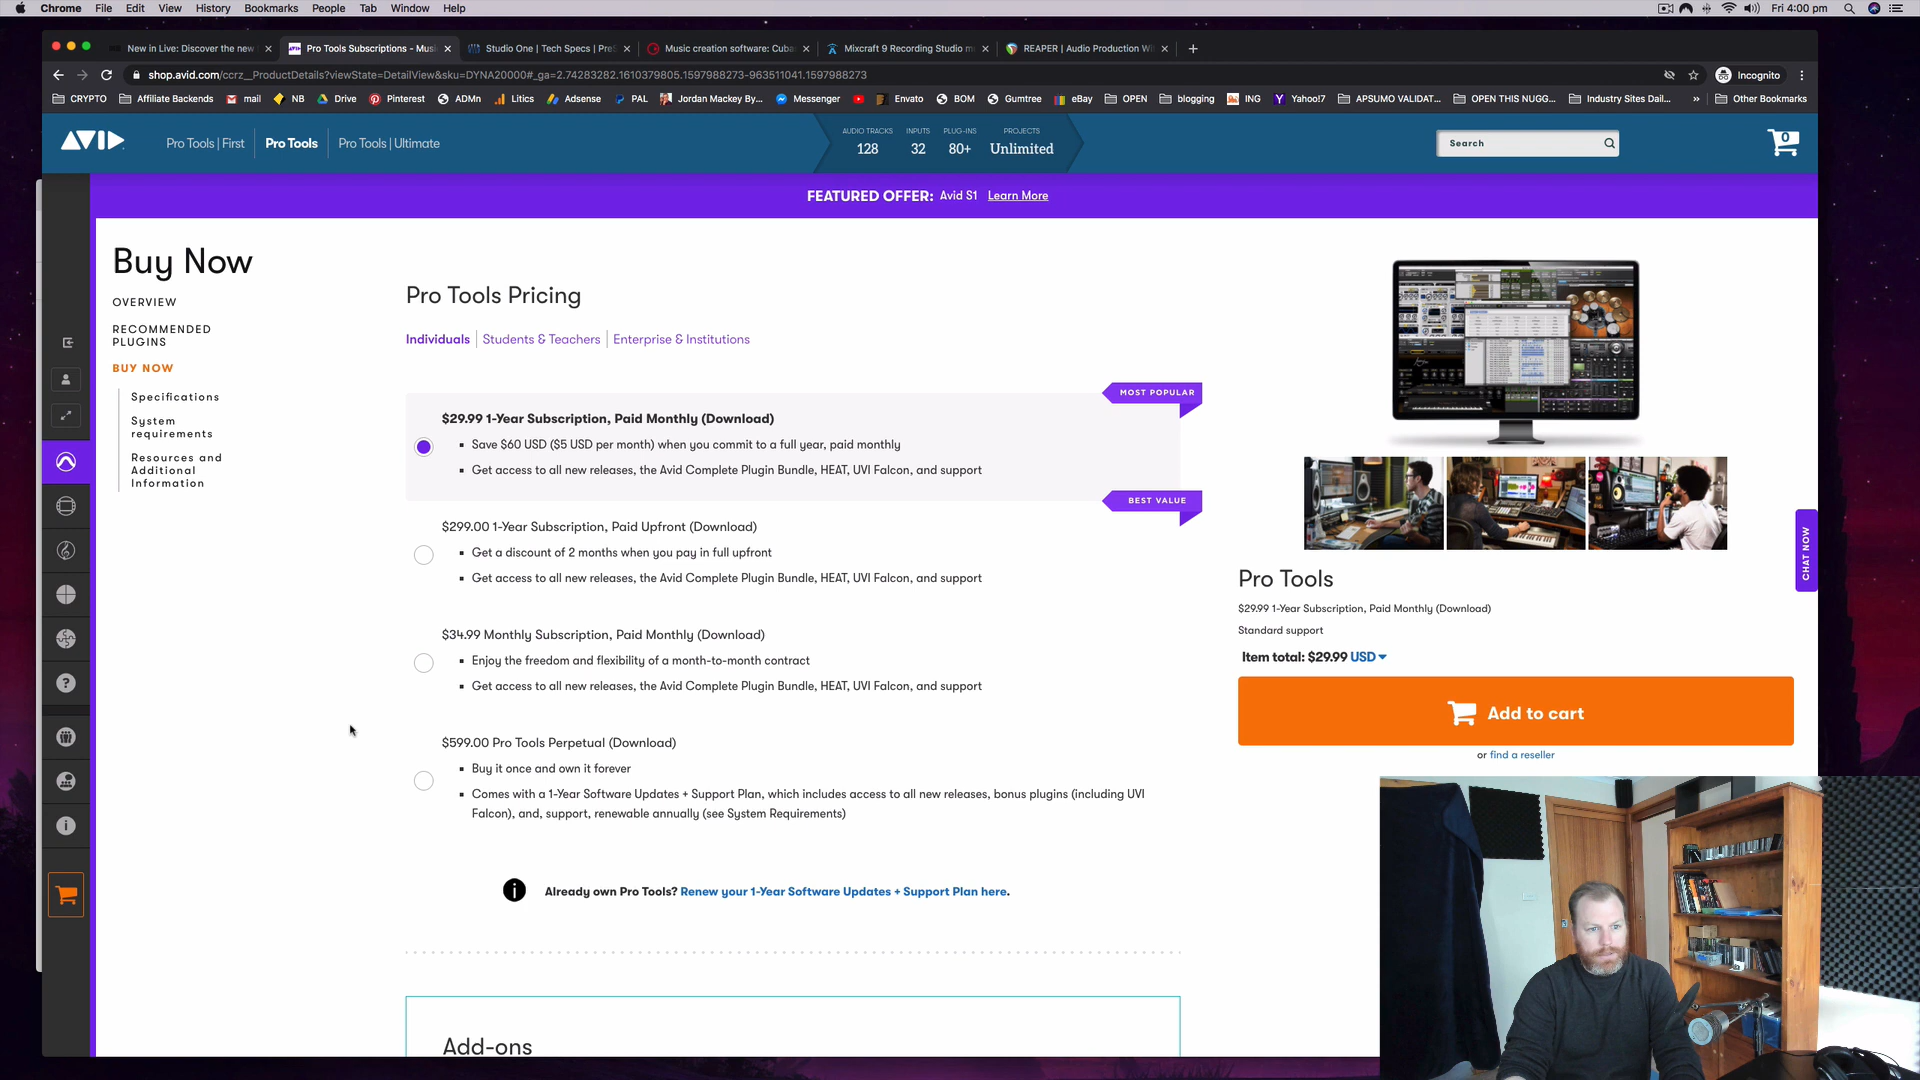 Chrome File Edit View History Bookmarks People Tab Window Help
Fri 4:00 pm
New in Live: Discover the new
Pro Tools Subscriptions - Mus
Studio One | Tech Specs | PreS
Music creation software: Cuba
Mixcraft 9 Recording Studio m
REAPER | Audio Production Wi
shop.avid.com/ccrz__ProductDetails?viewState=DetailView&sku=DYNA20000#_ga=2.74283282.1610379805.1597988273-963511041.1597988273
Incognito
CRYPTO Affiliate Backends mail NB Drive Pinterest ADMn Litics Adsense PAL Jordan Mackey By... Messenger Envato BOM Gumtree eBay OPEN blogging ING Yahoo!7 APSUMO VALIDAT... OPEN THIS NUGG... Industry Sites Dail... » Other Bookmarks
AVID
Pro Tools | First
Pro Tools
Pro Tools | Ultimate
AUDIO TRACKS INPUTS PLUG-INS PROJECTS
128 32 80+ Unlimited
Search
0
FEATURED OFFER: Avid S1 Learn More
Buy Now
OVERVIEW
RECOMMENDED
PLUGINS
BUY NOW
Specifications
System
requirements
Resources and
Additional
Information
Pro Tools Pricing
Individuals | Students & Teachers | Enterprise & Institutions
MOST POPULAR
$29.99 1-Year Subscription, Paid Monthly (Download)
Save $60 USD ($5 USD per month) when you commit to a full year, paid monthly
Get access to all new releases, the Avid Complete Plugin Bundle, HEAT, UVI Falcon, and support
BEST VALUE
$299.00 1-Year Subscription, Paid Upfront (Download)
Get a discount of 2 months when you pay in full upfront
Get access to all new releases, the Avid Complete Plugin Bundle, HEAT, UVI Falcon, and support
$34.99 Monthly Subscription, Paid Monthly (Download)
Enjoy the freedom and flexibility of a month-to-month contract
Get access to all new releases, the Avid Complete Plugin Bundle, HEAT, UVI Falcon, and support
$599.00 Pro Tools Perpetual (Download)
Buy it once and own it forever
Comes with a 1-Year Software Updates + Support Plan, which includes access to all new releases, bonus plugins (including UVI
Falcon), and, support, renewable annually (see System Requirements)
Already own Pro Tools? Renew your 1-Year Software Updates + Support Plan here.
Add-ons
CHAT NOW
Pro Tools
$29.99 1-Year Subscription, Paid Monthly (Download)
Standard support
Item total: $29.99 USD
Add to cart
or find a reseller